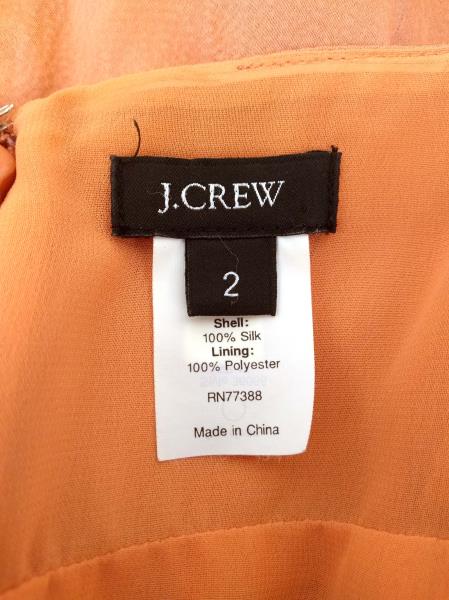 J.CREW
2
Shell:
100% Silk
Lining:
100% Polyester
RN77388
Made in China